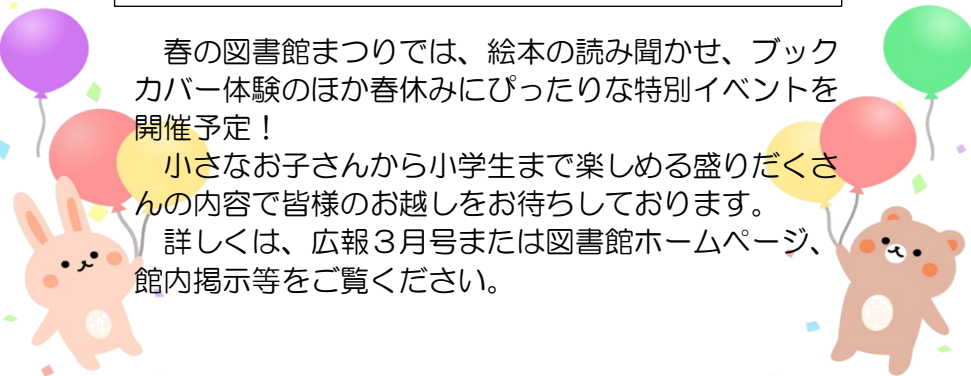 春の図書館まつりでは、絵本の読み聞かせ、ブック
カバー体験のほか春休みにぴったりな特別イベントを
開催予定！
　小さなお子さんから小学生まで楽しめる盛りだくさ
んの内容で皆様のお越しをお待ちしております。
　詳しくは、広報３月号または図書館ホームページ、
館内掲示等をご覧ください。